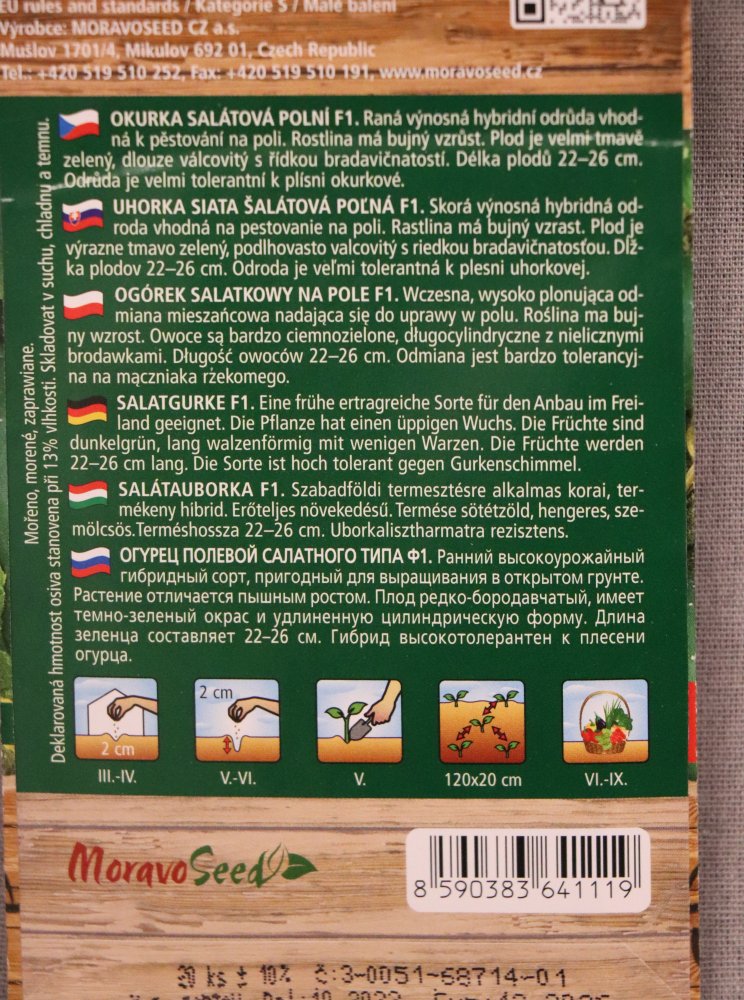 EU rules and standards / Kategorie S / Malé balení
Výrobce: MORAVOSEED CZ a.s.
Mušlov 1701/4, Mikulov 692 01, Czech Republic
Tel.: +420 519 510 252, Fax: +420 519 510 191, www.moravoseed.cz
Mořeno, morené, zaprawiane.
Deklarovaná hmotnost osiva stanovena při 13% vlhkosti. Skladovat v suchu, chladnu a temnu.
OKURKA SALÁTOVÁ POLNÍ F1. Raná výnosná hybridní odrůda vhod-
ná k pěstování na poli. Rostlina má bujný vzrůst. Plod je velmi tmavě
zelený, dlouze válcovitý s řídkou bradavičnatostí. Délka plodů 22–26 cm.
Odrůda je velmi tolerantní k plísni okurkové.
UHORKA SIATA ŠALÁTOVÁ POĽNÁ F1. Skorá výnosná hybridná od-
roda vhodná na pestovanie na poli. Rastlina má bujný vzrast. Plod je
výrazne tmavo zelený, podlhovasto valcovitý s riedkou bradavičnatosťou. Dĺž-
ka plodov 22–26 cm. Odroda je veľmi tolerantná k plesni uhorkovej.
OGÓREK SALATKOWY NA POLE F1. Wczesna, wysoko plonująca od-
miana mieszańcowa nadająca się do uprawy w polu. Roślina ma buj-
ny wzrost. Owoce są bardzo ciemnozielone, długocylindryczne z nielicznymi
brodawkami. Długość owoców 22–26 cm. Odmiana jest bardzo tolerancyj-
na na mączniaka rzekomego.
SALATGURKE F1. Eine frühe ertragreiche Sorte für den Anbau im Frei-
land geeignet. Die Pflanze hat einen üppigen Wuchs. Die Früchte sind
dunkelgrün, lang walzenförmig mit wenigen Warzen. Die Früchte werden
22–26 cm lang. Die Sorte ist hoch tolerant gegen Gurkenschimmel.
SALÁTAUBORKA F1. Szabadföldi termesztésre alkalmas korai, ter-
mékeny hibrid. Erőteljes növekedésű. Termése sötétzöld, hengeres, sze-
mölcsös.Terméshossza 22–26 cm. Uborkalisztharmatra rezisztens.
ОГУРЕЦ ПОЛЕВОЙ САЛАТНОГО ТИПА Ф1. Ранний высокоурожайный
гибридный сорт, пригодный для выращивания в открытом грунте.
Растение отличается пышным ростом. Плод редко-бородавчатый, имеет
темно-зеленый окрас и удлиненную цилиндрическую форму. Длина
зеленца составляет 22–26 см. Гибрид высокотолерантен к плесени
огурца.
2 cm
2 cm
III.-IV.
V.-VI.
V.
120x20 cm
VI.-IX.
MoravoSeed
8 590383 641119
20 ks ± 10% č:3-0051-68714-01